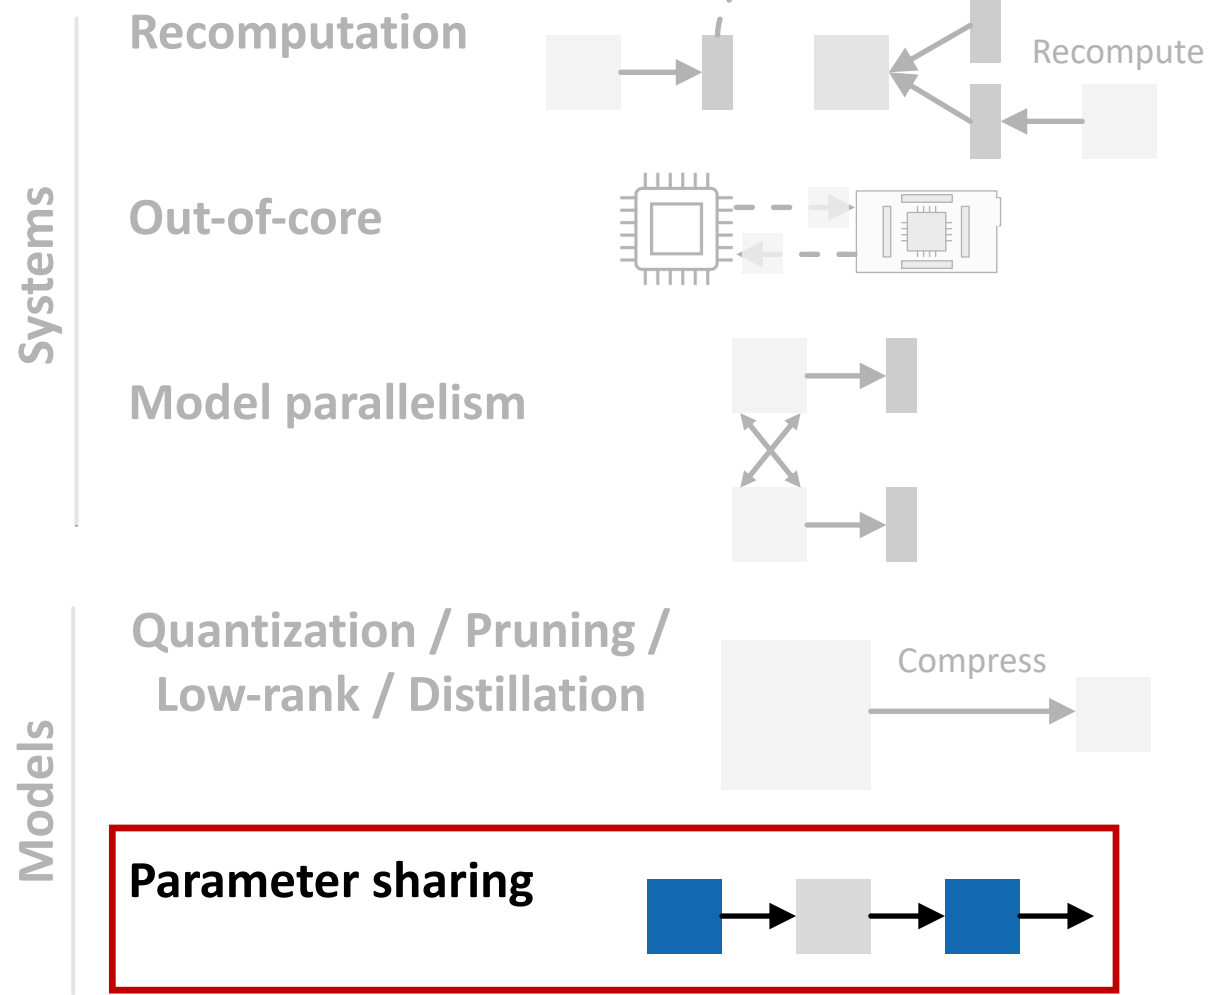 Recomputation
Recompute
Systems
Out-of-core
Model parallelism
Models
Quantization / Pruning /
Low-rank / Distillation
Compress
Parameter sharing